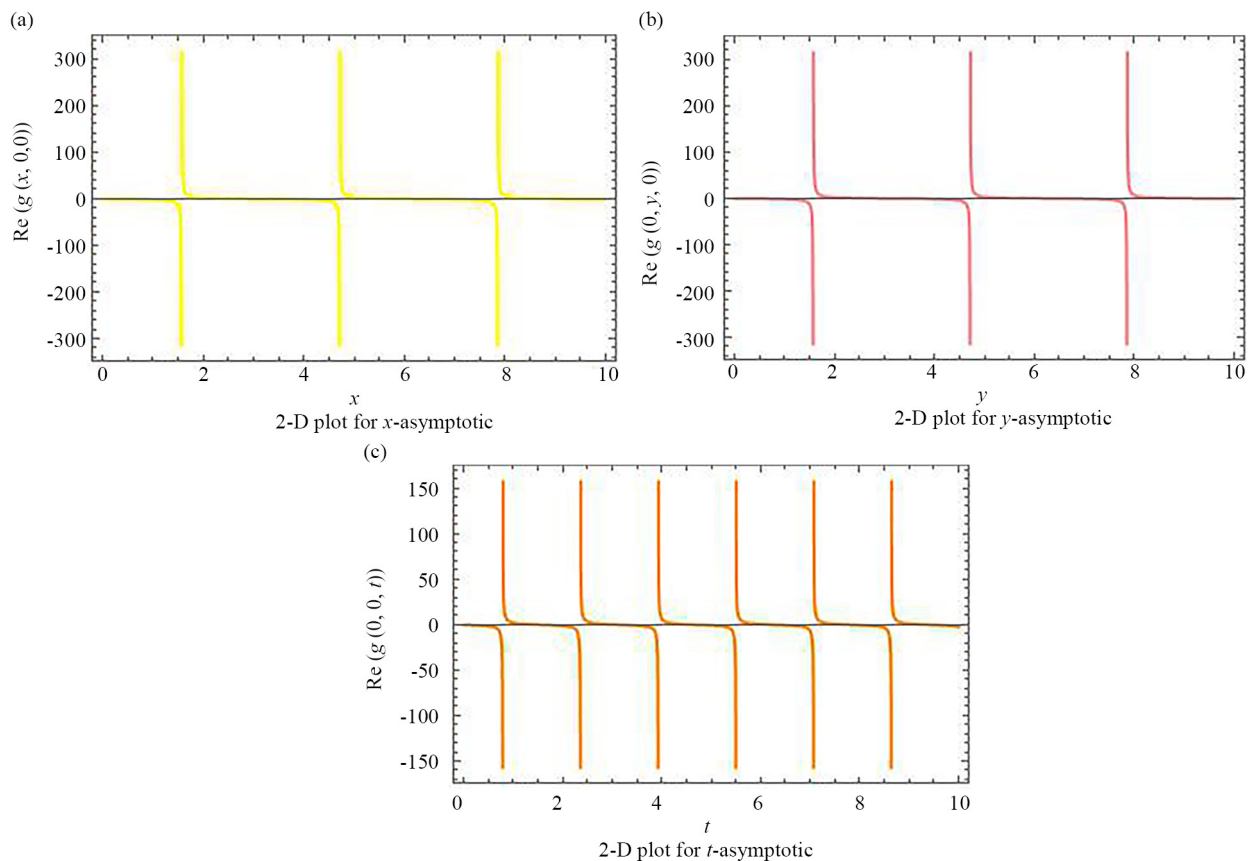 (a)
300
200
100
0
-100
-200
-300
Re (g (x, 0,0))
0 2 4 6 8 10
x
2-D plot for x-asymptotic
(b)
300
200
100
0
-100
-200
-300
Re (g (0, y, 0))
0 2 4 6 8 10
y
2-D plot for y-asymptotic
(c)
150
100
50
0
-50
-100
-150
Re (g (0, 0, t))
0 2 4 6 8 10
t
2-D plot for t-asymptotic